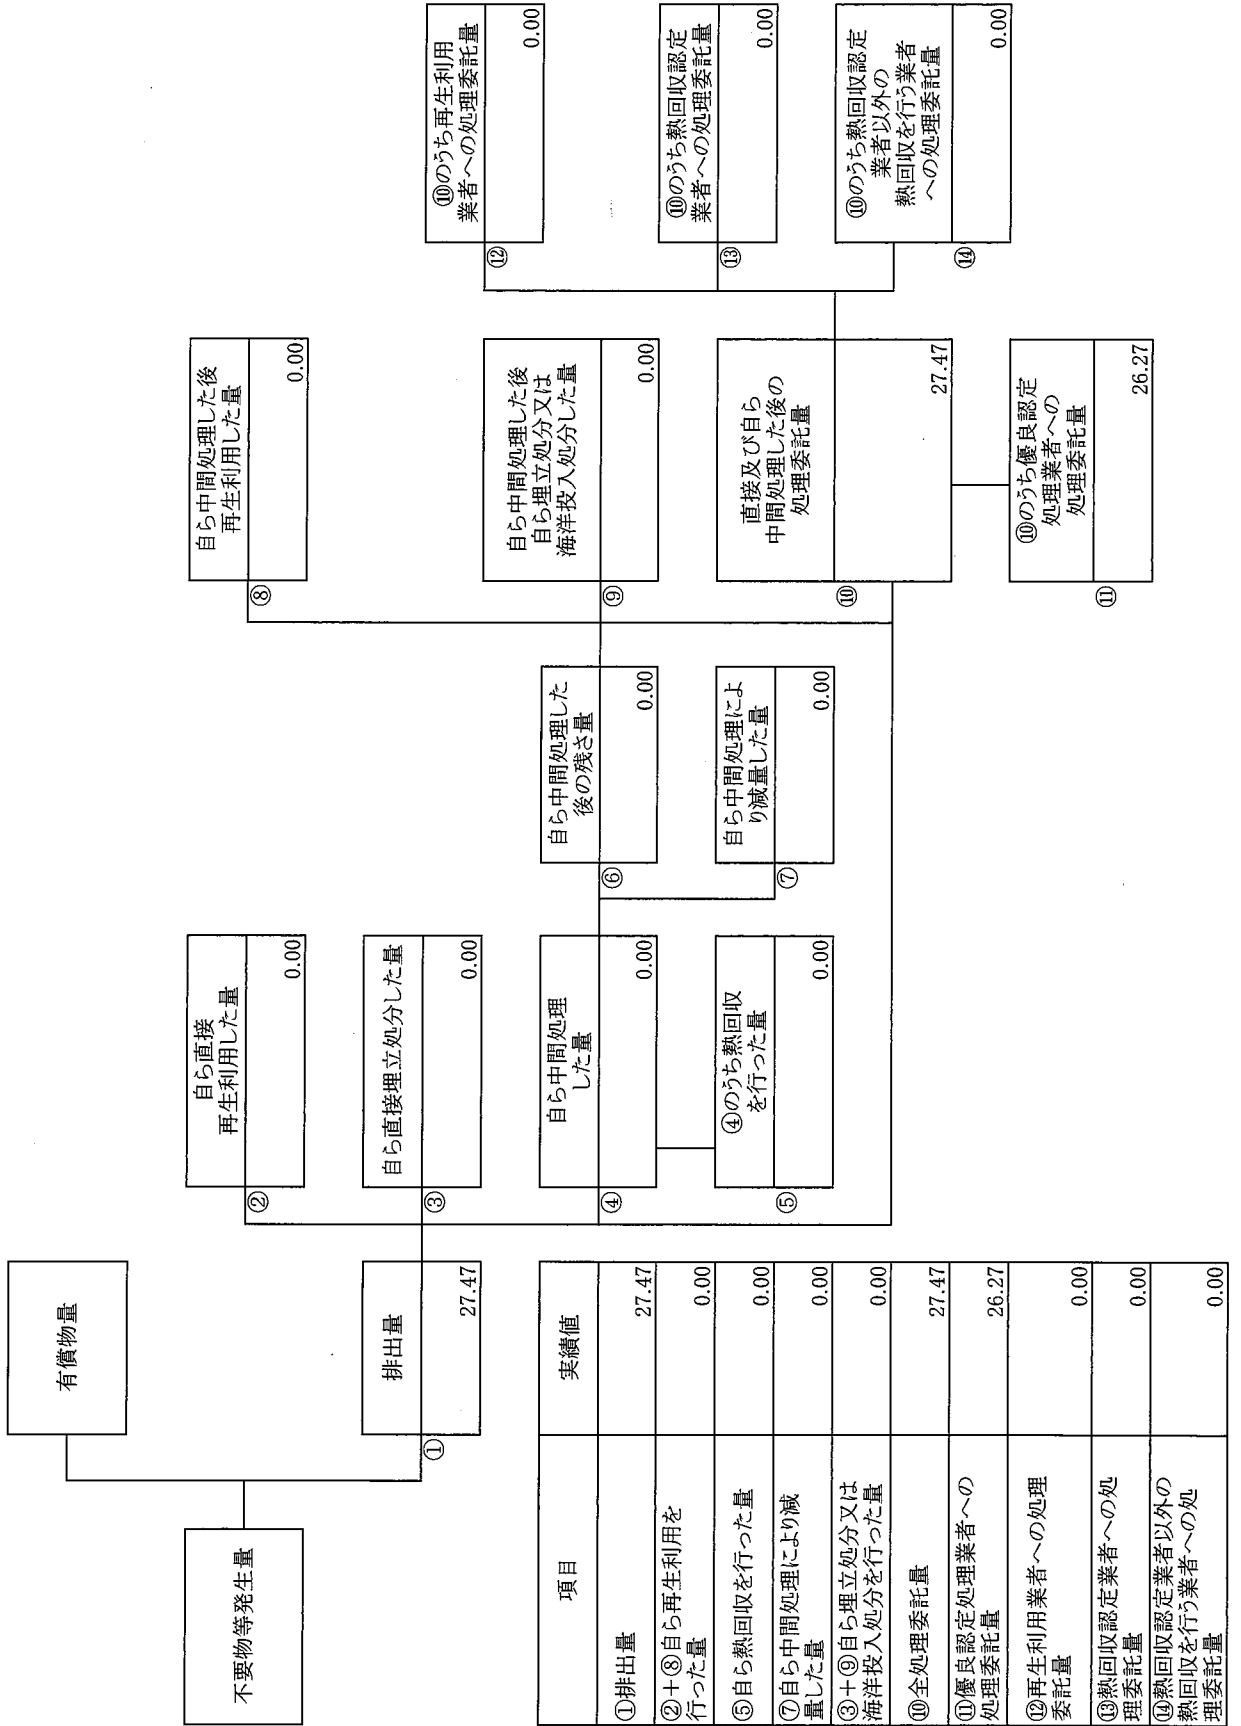 有償物量
不要物等発生量
①
排出量
27.47
②
自ら直接
再生利用した量
0.00
③
自ら直接埋立処分した量
0.00
④
自ら中間処理
した量
0.00
⑤
④のうち熱回収
を行った量
0.00
⑥
自ら中間処理した
後の残さ量
0.00
⑦
自ら中間処理によ
り減量した量
0.00
⑧
自ら中間処理した後
再生利用した量
0.00
⑨
自ら中間処理した後
自ら埋立処分又は
海洋投入処分した量
0.00
⑩
直接及び自ら
中間処理した後の
処理委託量
27.47
⑪
⑩のうち優良認定
処理業者への
処理委託量
26.27
⑫
⑩のうち再生利用
業者への処理委託量
0.00
⑬
⑩のうち熱回収認定
業者への処理委託量
0.00
⑭
⑩のうち熱回収認定
業者以外の
熱回収を行う業者
への処理委託量
0.00
項目 実績値
①排出量 27.47
②+⑧自ら再生利用を
行った量 0.00
⑤自ら熱回収を行った量 0.00
⑦自ら中間処理により減
量した量 0.00
③+⑨自ら埋立処分又は
海洋投入処分を行った量 0.00
⑩全処理委託量 27.47
⑪優良認定処理業者への
処理委託量 26.27
⑫再生利用業者への処理
委託量 0.00
⑬熱回収認定業者への処
理委託量 0.00
⑭熱回収認定業者以外の
熱回収を行う業者への処
理委託量 0.00